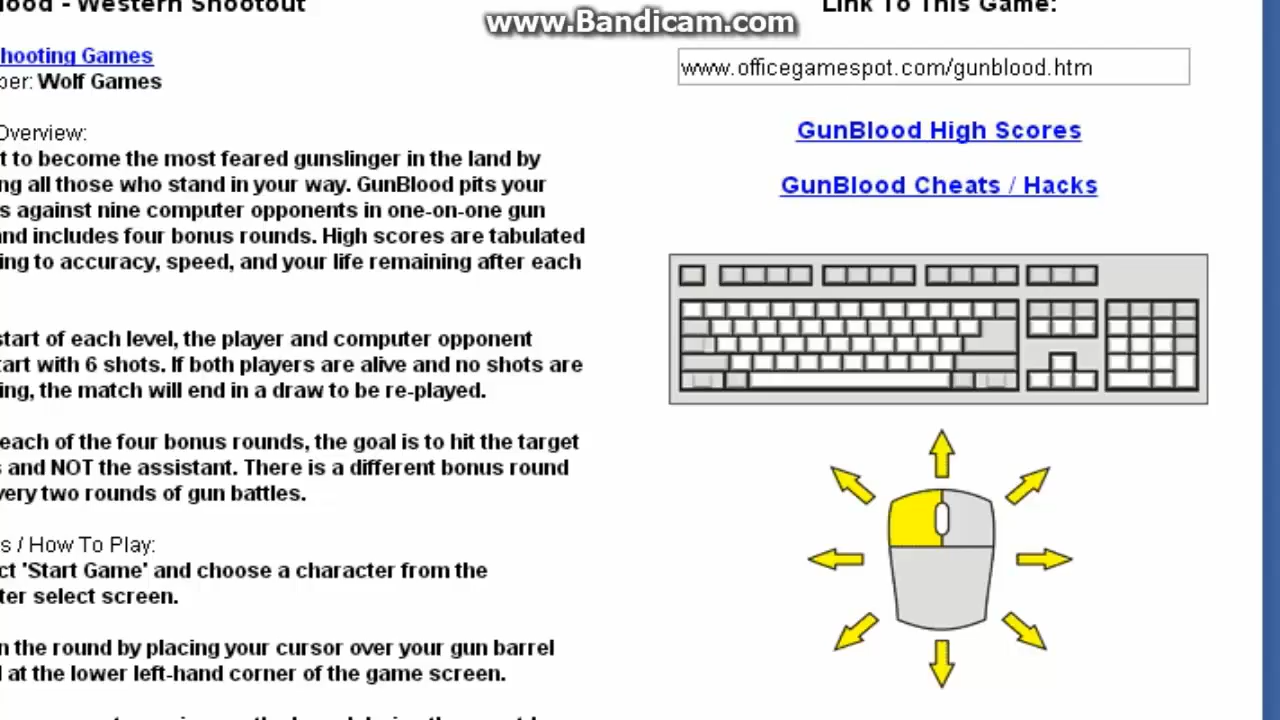 ood - Western Shootout
www.Bandicam.com
Link To This Game:
hooting Games
per: Wolf Games
www.officegamespot.com/gunblood.htm
GunBlood High Scores
GunBlood Cheats / Hacks
Overview:
t to become the most feared gunslinger in the land by
ng all those who stand in your way. GunBlood pits your
s against nine computer opponents in one-on-one gun
and includes four bonus rounds. High scores are tabulated
ing to accuracy, speed, and your life remaining after each
start of each level, the player and computer opponent
tart with 6 shots. If both players are alive and no shots are
ing, the match will end in a draw to be re-played.
each of the four bonus rounds, the goal is to hit the target
s and NOT the assistant. There is a different bonus round
very two rounds of gun battles.
s / How To Play:
ct 'Start Game' and choose a character from the
ter select screen.
n the round by placing your cursor over your gun barrel
d at the lower left-hand corner of the game screen.